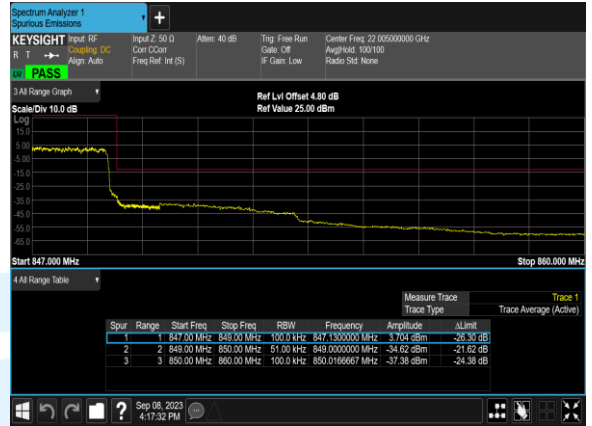 Spectrum Analyzer 1
Spurious Emissions
+
KEYSIGHT Input: RF Input Z: 50 Ω Atten: 40 dB Trig: Free Run Center Freq: 22.005000000 GHz
R T Coupling: DC Corr CCorr Gate: Off Avg|Hold: 100/100
Align: Auto Freq Ref: Int (S) IF Gain: Low Radio Std: None
LW PASS
3 All Range Graph
Ref Lvl Offset 4.80 dB
Scale/Div 10.0 dB Ref Value 25.00 dBm
Log
15.0
5.00
-5.00
-15.0
-25.0
-35.0
-45.0
-55.0
-65.0
Start 847.000 MHz Stop 860.000 MHz
4 All Range Table
Measure Trace Trace 1
Trace Type Trace Average (Active)
Spur Range Start Freq Stop Freq RBW Frequency Amplitude ΔLimit
1 1 847.00 MHz 849.00 MHz 100.0 kHz 847.1300000 MHz 3.704 dBm -26.30 dB
2 2 849.00 MHz 850.00 MHz 51.00 kHz 849.0000000 MHz -34.62 dBm -21.62 dB
3 3 850.00 MHz 860.00 MHz 100.0 kHz 850.0166667 MHz -37.38 dBm -24.38 dB
? Sep 08, 2023
4:17:32 PM